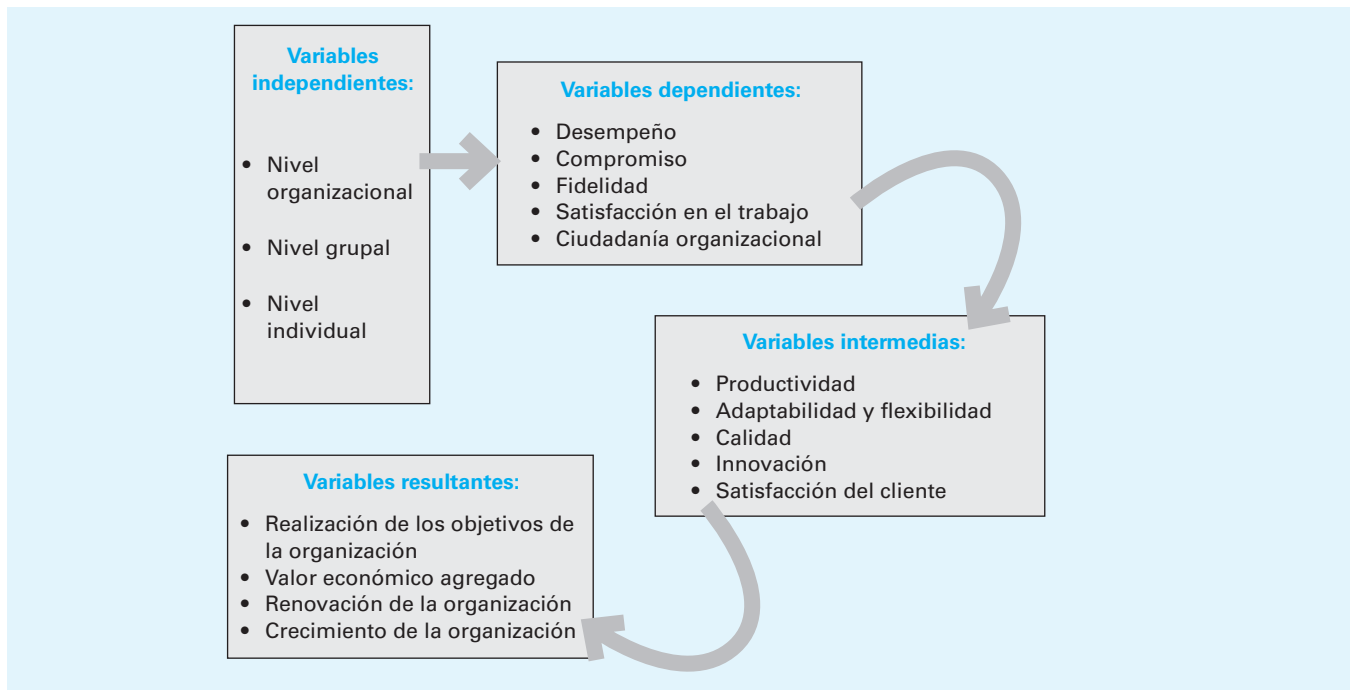 Variables
independientes:
• Nivel
organizacional
• Nivel grupal
• Nivel
individual
Variables dependientes:
• Desempeño
• Compromiso
• Fidelidad
• Satisfacción en el trabajo
• Ciudadanía organizacional
Variables intermedias:
• Productividad
• Adaptabilidad y flexibilidad
• Calidad
• Innovación
• Satisfacción del cliente
Variables resultantes:
• Realización de los objetivos de
la organización
• Valor económico agregado
• Renovación de la organización
• Crecimiento de la organización